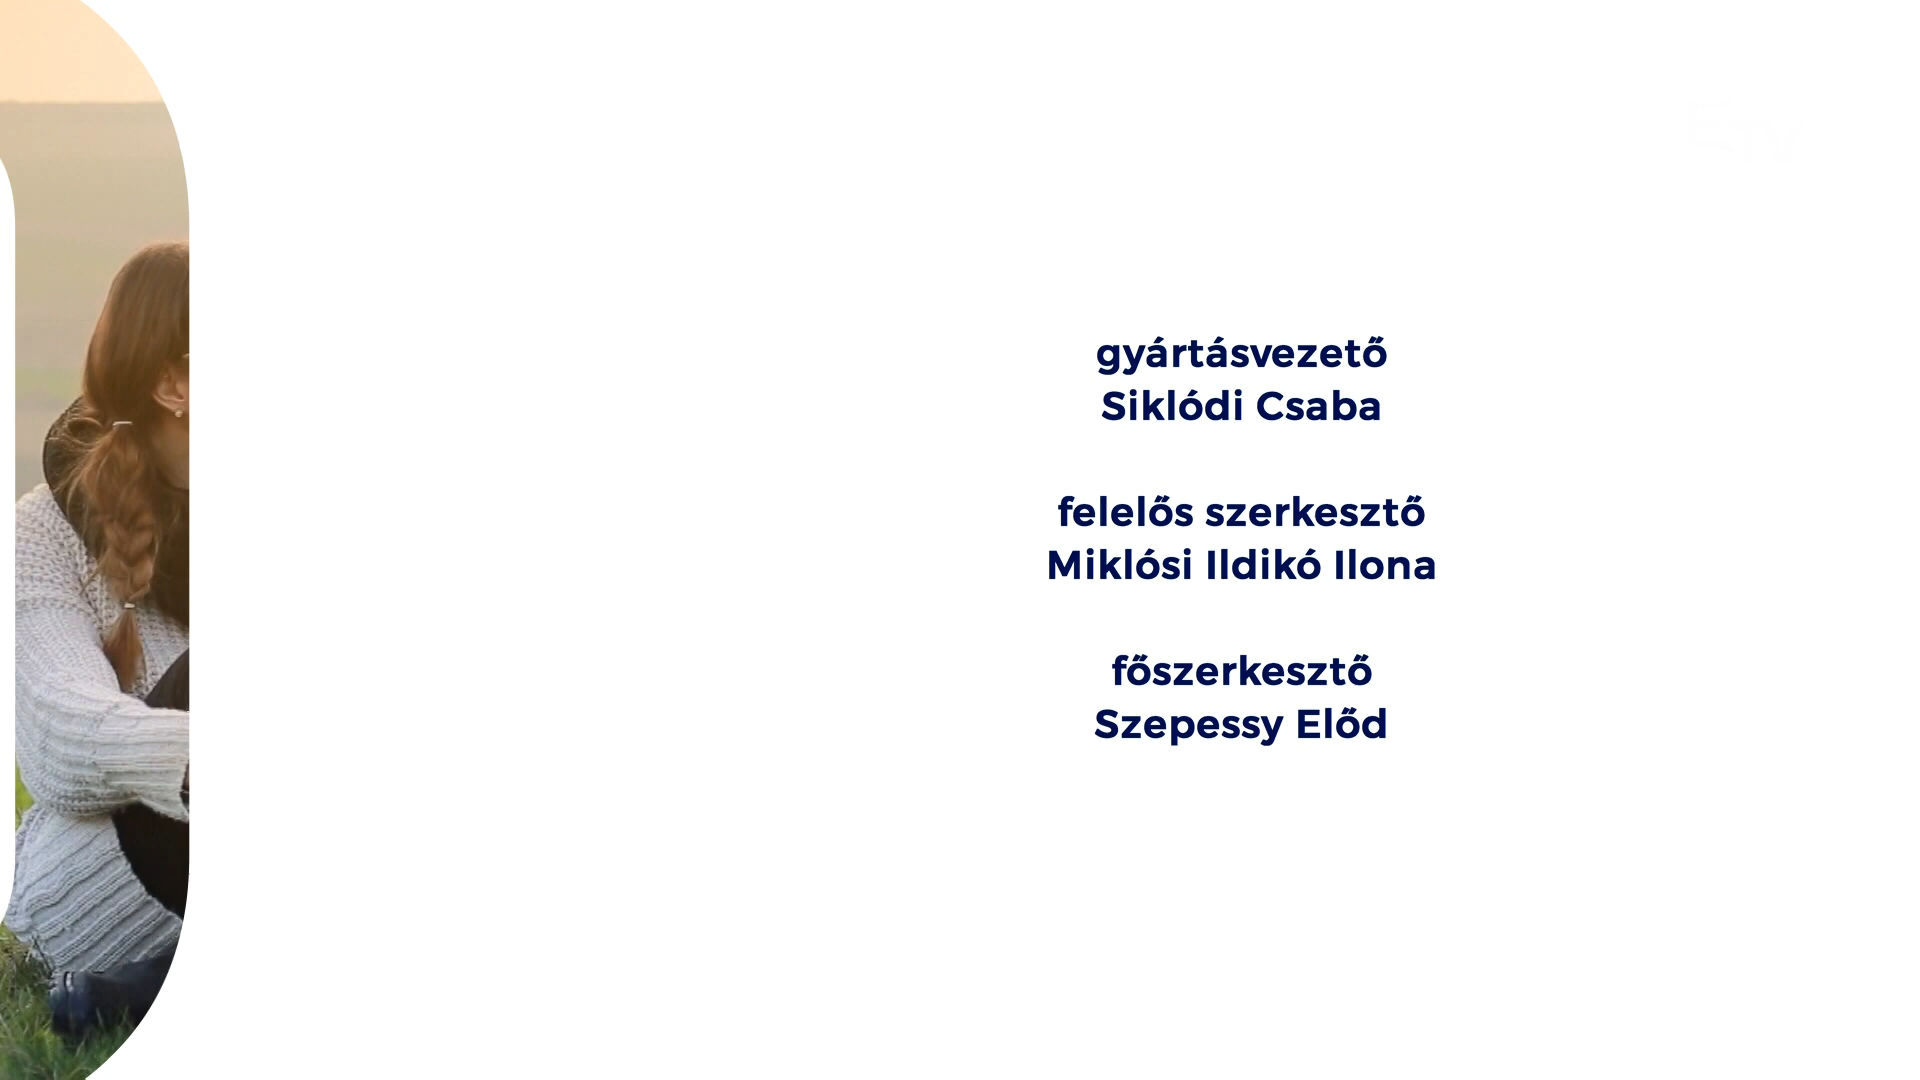 gyártásvezető
Siklódi Csaba
felelős szerkesztő
Miklósi Ildikó Ilona
főszerkesztő
Szepessy Előd